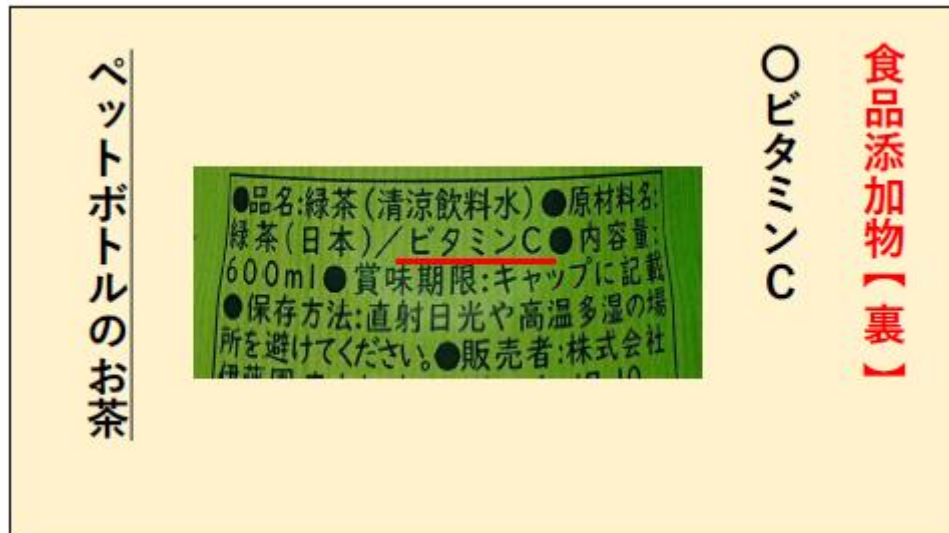 食品添加物【裏】
〇ビタミンC
●品名:緑茶(清涼飲料水)●原材料名:
緑茶(日本)/ビタミンC●内容量:
600ml●賞味期限:キャップに記載
●保存方法:直射日光や高温多湿の場
所を避けてください。●販売者:株式会社
伊藤園
ペットボトルのお茶